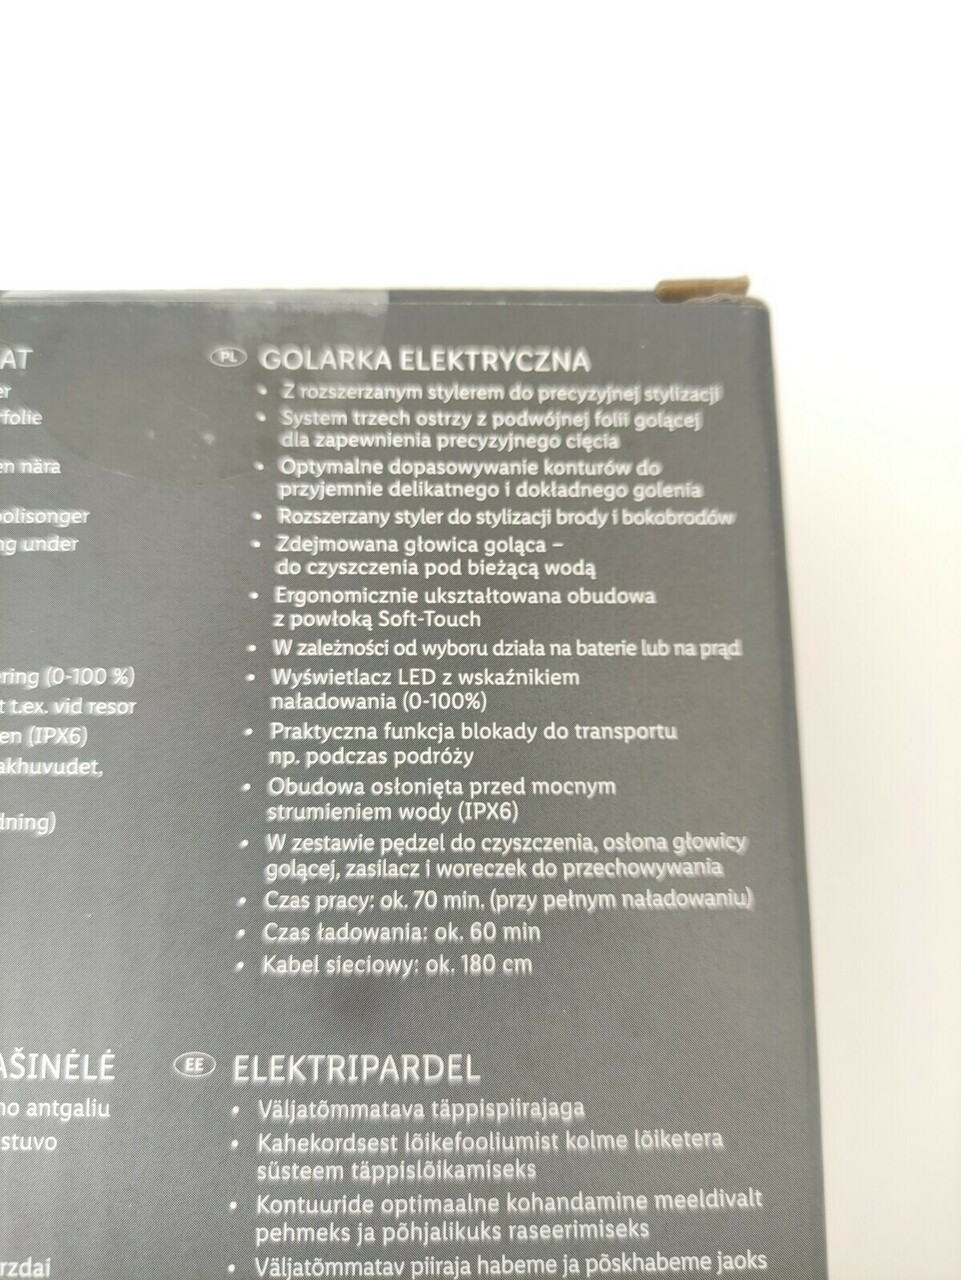 AT
er
rfolie
en nära
polisonger
ng under
ring (0-100 %)
t t.ex. vid resor
en (IPX6)
akhuvudet,
dning)
AŠINĖLĖ
no antgaliu
stuvo
rzdai
PL GOLARKA ELEKTRYCZNA
• Z rozszerzanym stylerem do precyzyjnej stylizacji
• System trzech ostrzy z podwójnej folii golącej
dla zapewnienia precyzyjnego cięcia
• Optymalne dopasowywanie konturów do
przyjemnie delikatnego i dokładnego golenia
• Rozszerzany styler do stylizacji brody i bokobrodów
• Zdejmowana głowica goląca –
do czyszczenia pod bieżącą wodą
• Ergonomicznie ukształtowana obudowa
z powłoką Soft-Touch
• W zależności od wyboru działa na baterie lub na prąd
• Wyświetlacz LED z wskaźnikiem
naładowania (0-100%)
• Praktyczna funkcja blokady do transportu
np. podczas podróży
• Obudowa osłonięta przed mocnym
strumieniem wody (IPX6)
• W zestawie pędzel do czyszczenia, osłona głowicy
golącej, zasilacz i woreczek do przechowywania
• Czas pracy: ok. 70 min. (przy pełnym naładowaniu)
• Czas ładowania: ok. 60 min
• Kabel sieciowy: ok. 180 cm
EE ELEKTRIPARDEL
• Väljatõmmatava täppispiirajaga
• Kahekordsest lõikefooliumist kolme lõiketera
süsteem täppislõikamiseks
• Kontuuride optimaalne kohandamine meeldivalt
pehmeks ja põhjalikuks raseerimiseks
• Väljatõmmatav piiraja habeme ja põskhabeme jaoks